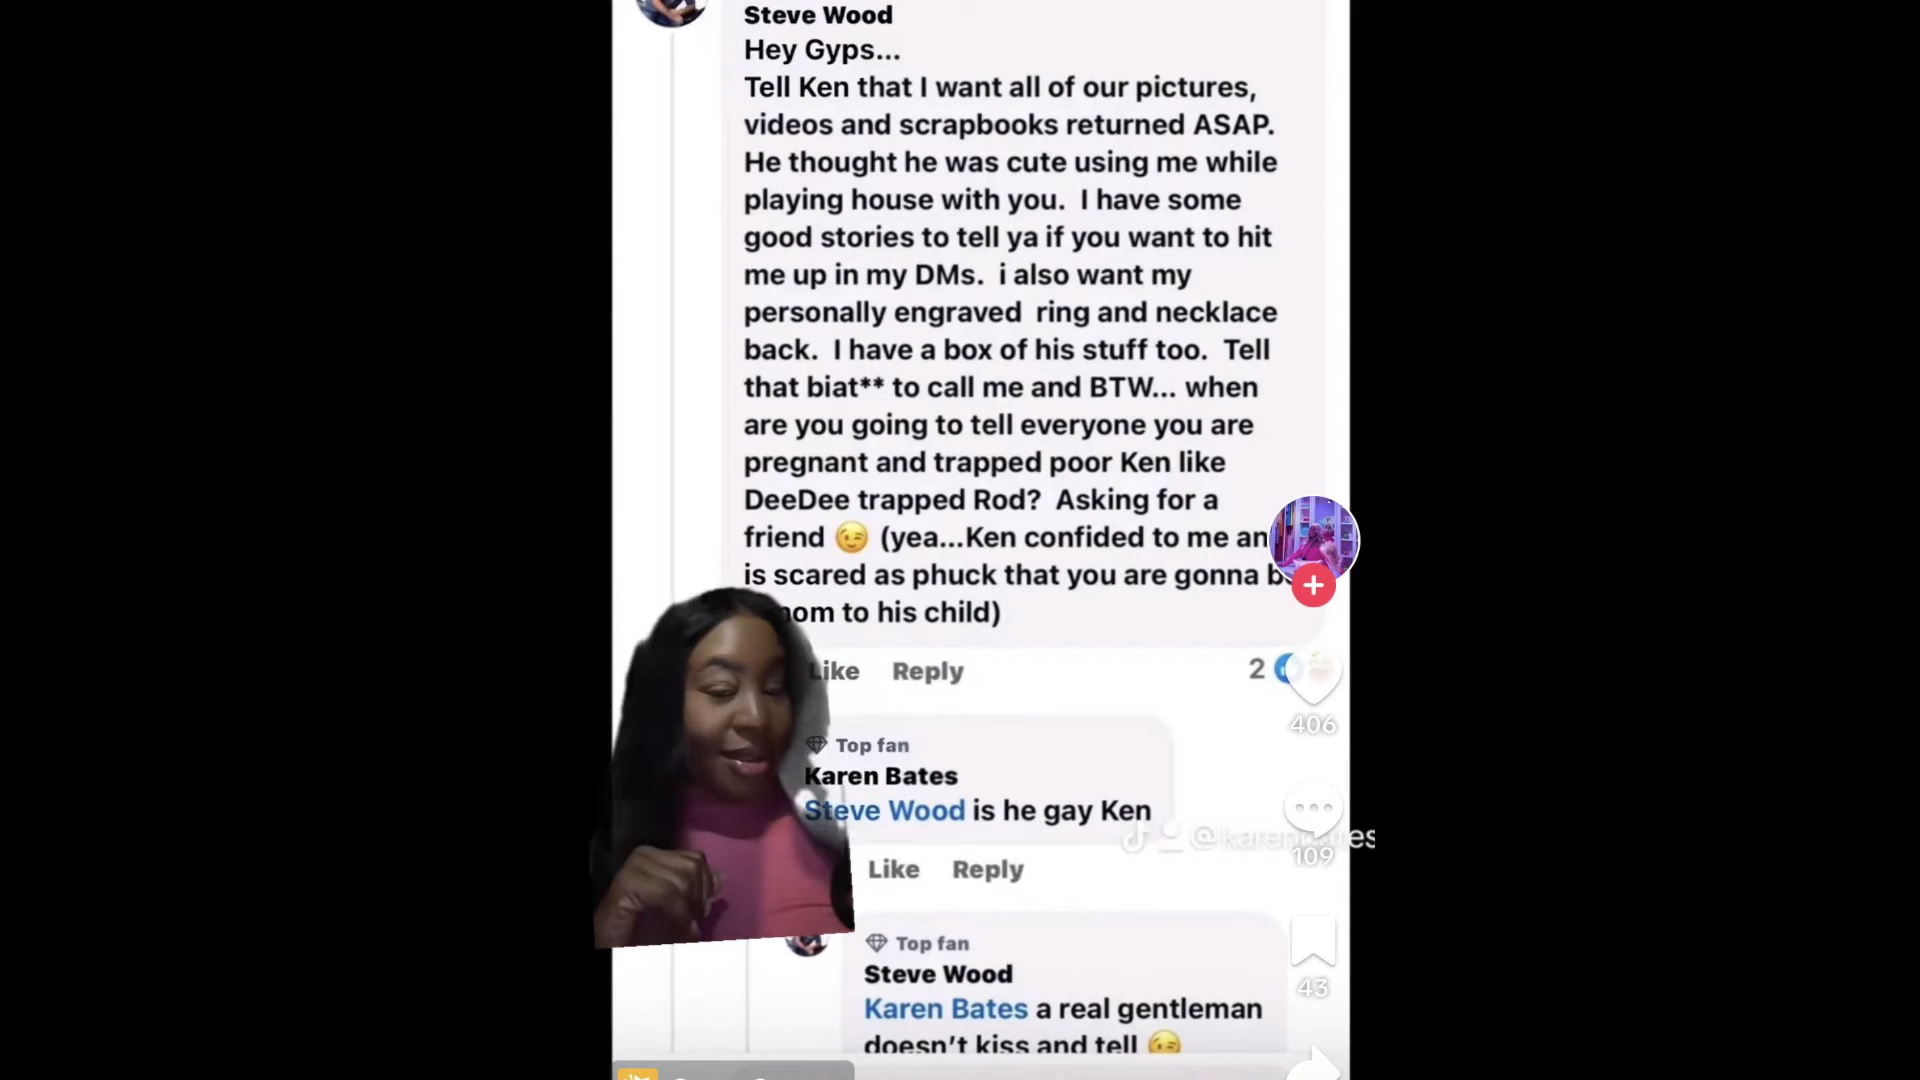 Steve Wood
Hey Gyps...
Tell Ken that I want all of our pictures,
videos and scrapbooks returned ASAP.
He thought he was cute using me while
playing house with you.  I have some
good stories to tell ya if you want to hit
me up in my DMs.  i also want my
personally engraved  ring and necklace
back.  I have a box of his stuff too.  Tell
that biat** to call me and BTW... when
are you going to tell everyone you are
pregnant and trapped poor Ken like
DeeDee trapped Rod?  Asking for a
friend 😉 (yea...Ken confided to me an
is scared as phuck that you are gonna b
to his child)
Like Reply 2
406
Top fan
Karen Bates
Steve Wood is he gay Ken
109
Like Reply
Top fan
Steve Wood
Karen Bates a real gentleman
doesn't kiss and tell 😉
43